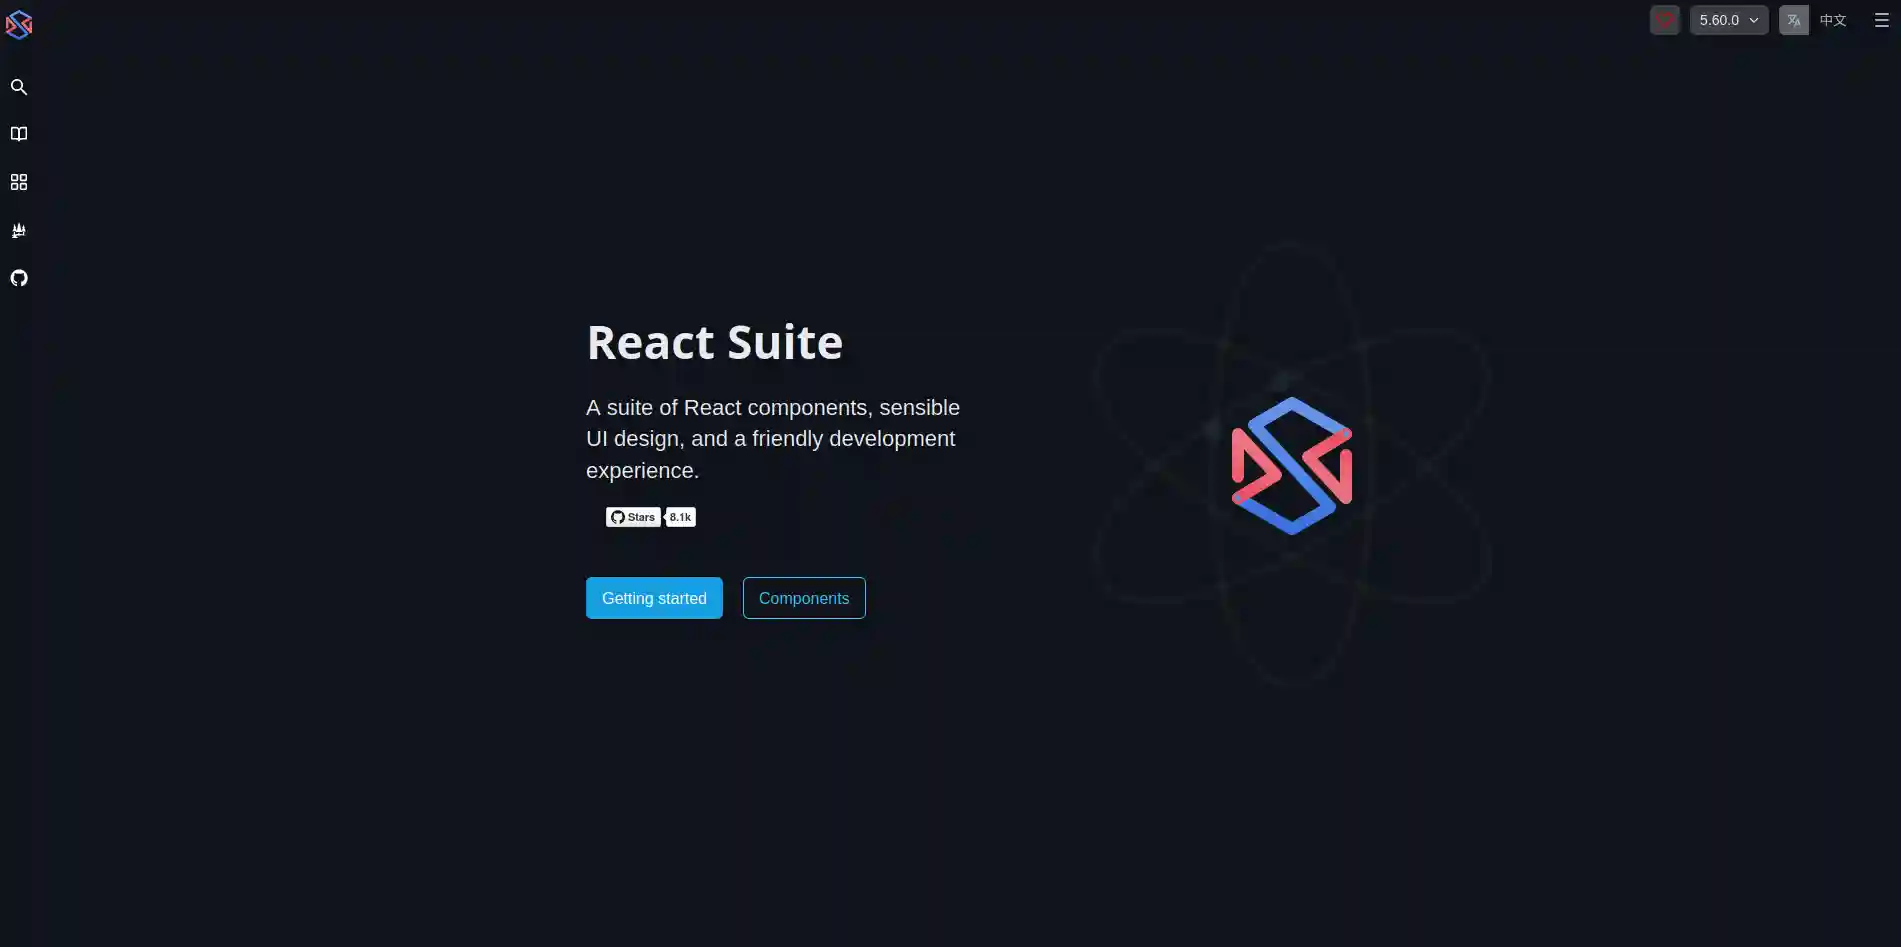 5.60.0
中文
React Suite
A suite of React components, sensible
UI design, and a friendly development
experience.
Stars 8.1k
Getting started
Components